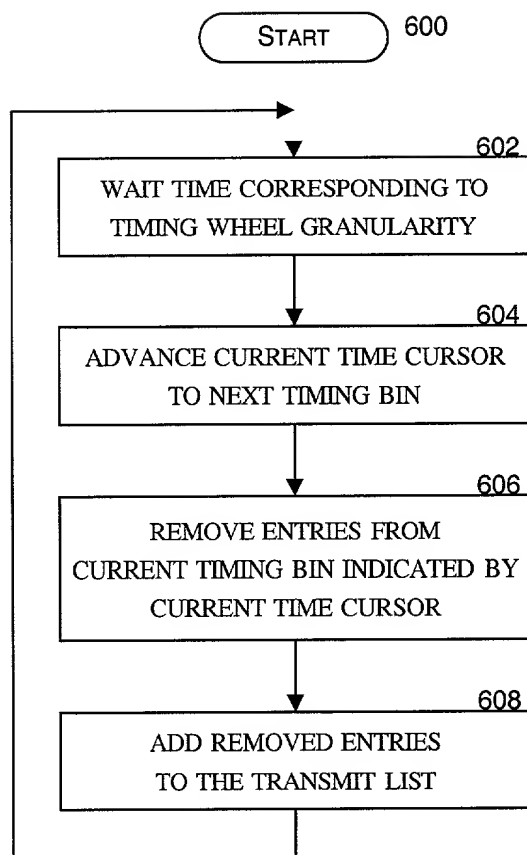 START
600
602
WAIT TIME CORRESPONDING TO
TIMING WHEEL GRANULARITY
604
ADVANCE CURRENT TIME CURSOR
TO NEXT TIMING BIN
606
REMOVE ENTRIES FROM
CURRENT TIMING BIN INDICATED BY
CURRENT TIME CURSOR
608
ADD REMOVED ENTRIES
TO THE TRANSMIT LIST